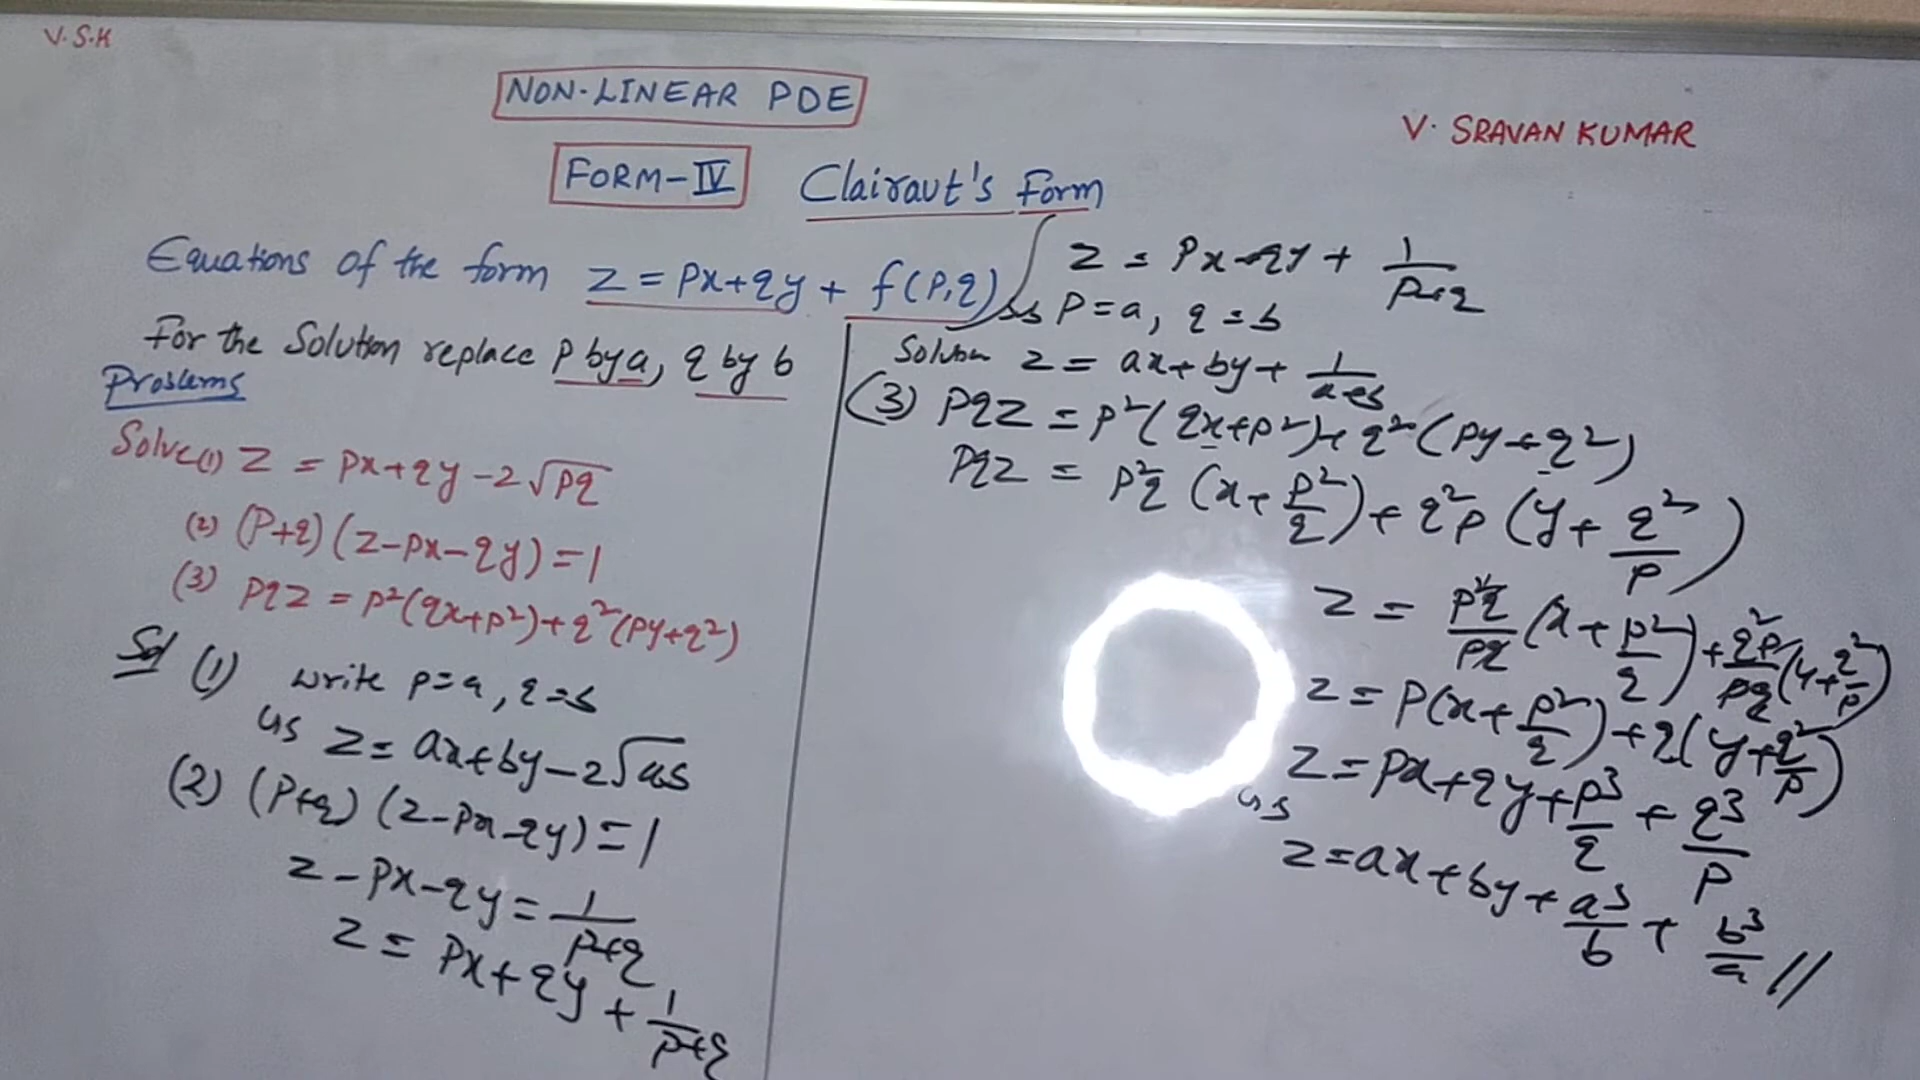 V.S.K
NON-LINEAR PDE
V. SRAVAN KUMAR
FORM-IV Clairaut's Form
Equations of the form z = px+qy + f(p,q)
For the Solution replace p by a, q by b
Problems
Solve (1) z = px+qy-2√pq
(2) (p+q)(z-px-qy)=1
(3) pqz = p²(qx+p²)+q²(py+q²)
Sol (1) write p=a, q=b
z = ax+by-2√ab
(2) (p+q)(z-px-qy)=1
z-px-qy = 1/(p+q)
z = px+qy + 1/(p+q)
z = px-qy + 1/(p+q)
p=a, q=b
Solution z = ax+by+ 1/(a+b)
(3) pqz = p²(qx+p²)+q²(py+q²)
pqz = p²q (x+p²/q)+q²p (y+q²/p)
z = p²q/pq (x+p²/q)+q²p/pq (y+q²/p)
z = p(x+p²/q)+q(y+q²/p)
z = px+qy+p³/q+q³/p
z=ax+by+a³/b+b³/a //